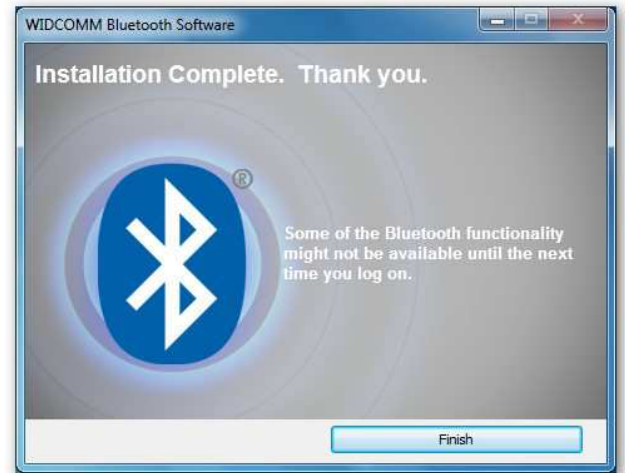 WIDCOMM Bluetooth Software
Installation Complete. Thank you.
®
Some of the Bluetooth functionality
might not be available until the next
time you log on.
Finish